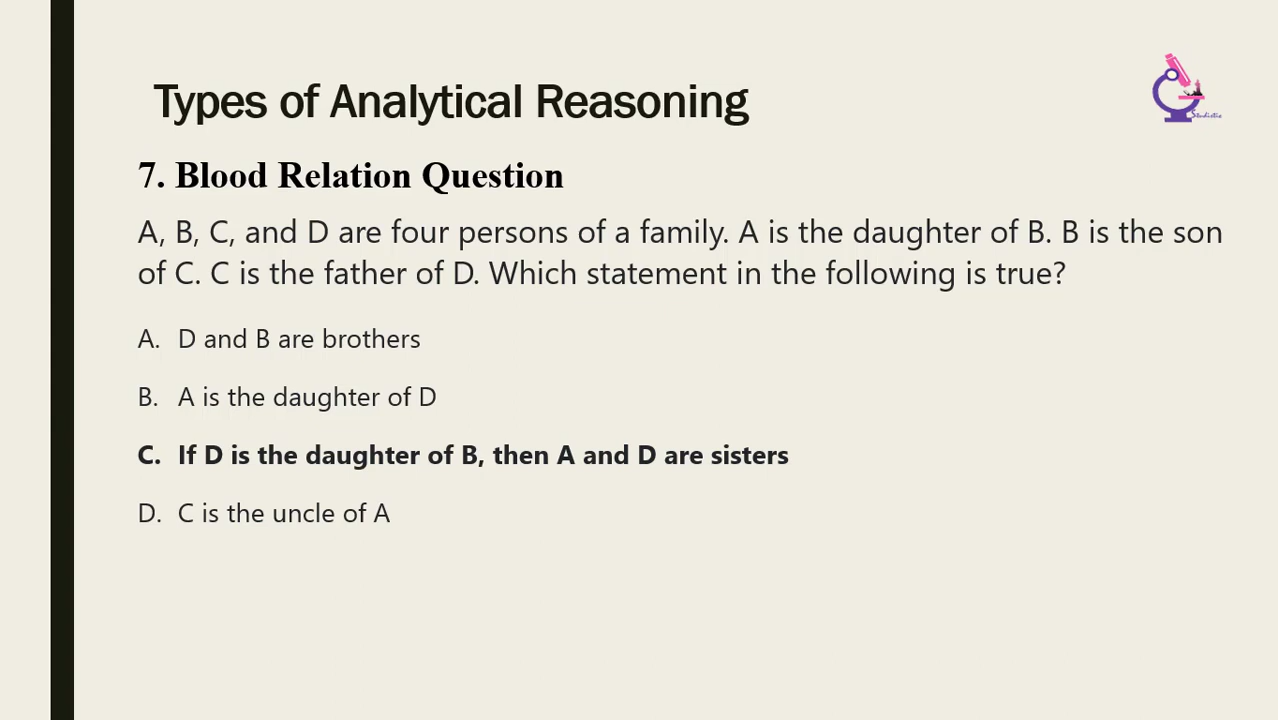 Types of Analytical Reasoning
Studistic
7. Blood Relation Question
A, B, C, and D are four persons of a family. A is the daughter of B. B is the son
of C. C is the father of D. Which statement in the following is true?
A. D and B are brothers
B. A is the daughter of D
C. If D is the daughter of B, then A and D are sisters
D. C is the uncle of A